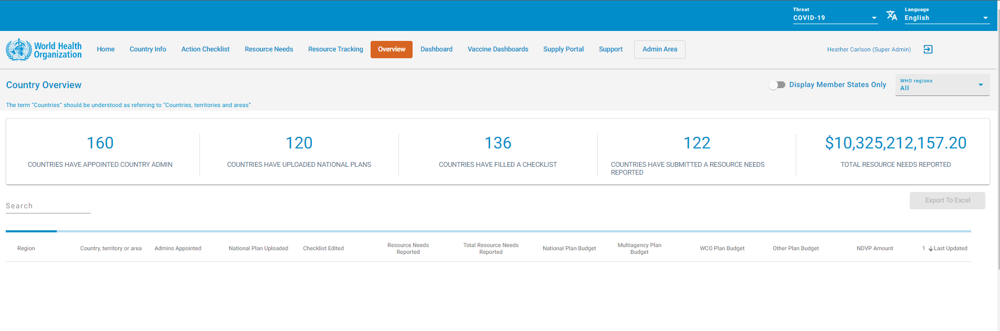 Threat
COVID-19
Language
English
World Health
Organization
Home
Country Info
Action Checklist
Resource Needs
Resource Tracking
Overview
Dashboard
Vaccine Dashboards
Supply Portal
Support
Admin Area
Heather Carlson (Super Admin)
Country Overview
Display Member States Only
WHO regions
All
The term “Countries” should be understood as referring to “Countries, territories and areas”
160
COUNTRIES HAVE APPOINTED COUNTRY ADMIN
120
COUNTRIES HAVE UPLOADED NATIONAL PLANS
136
COUNTRIES HAVE FILLED A CHECKLIST
122
COUNTRIES HAVE SUBMITTED A RESOURCE NEEDS
REPORTED
$10,325,212,157.20
TOTAL RESOURCE NEEDS REPORTED
Search
Export To Excel
Region
Country, territory or area
Admins Appointed
National Plan Uploaded
Checklist Edited
Resource Needs
Reported
Total Resource Needs
Reported
National Plan Budget
Multiagency Plan
Budget
WCO Plan Budget
Other Plan Budget
NDVP Amount
1 Last Updated